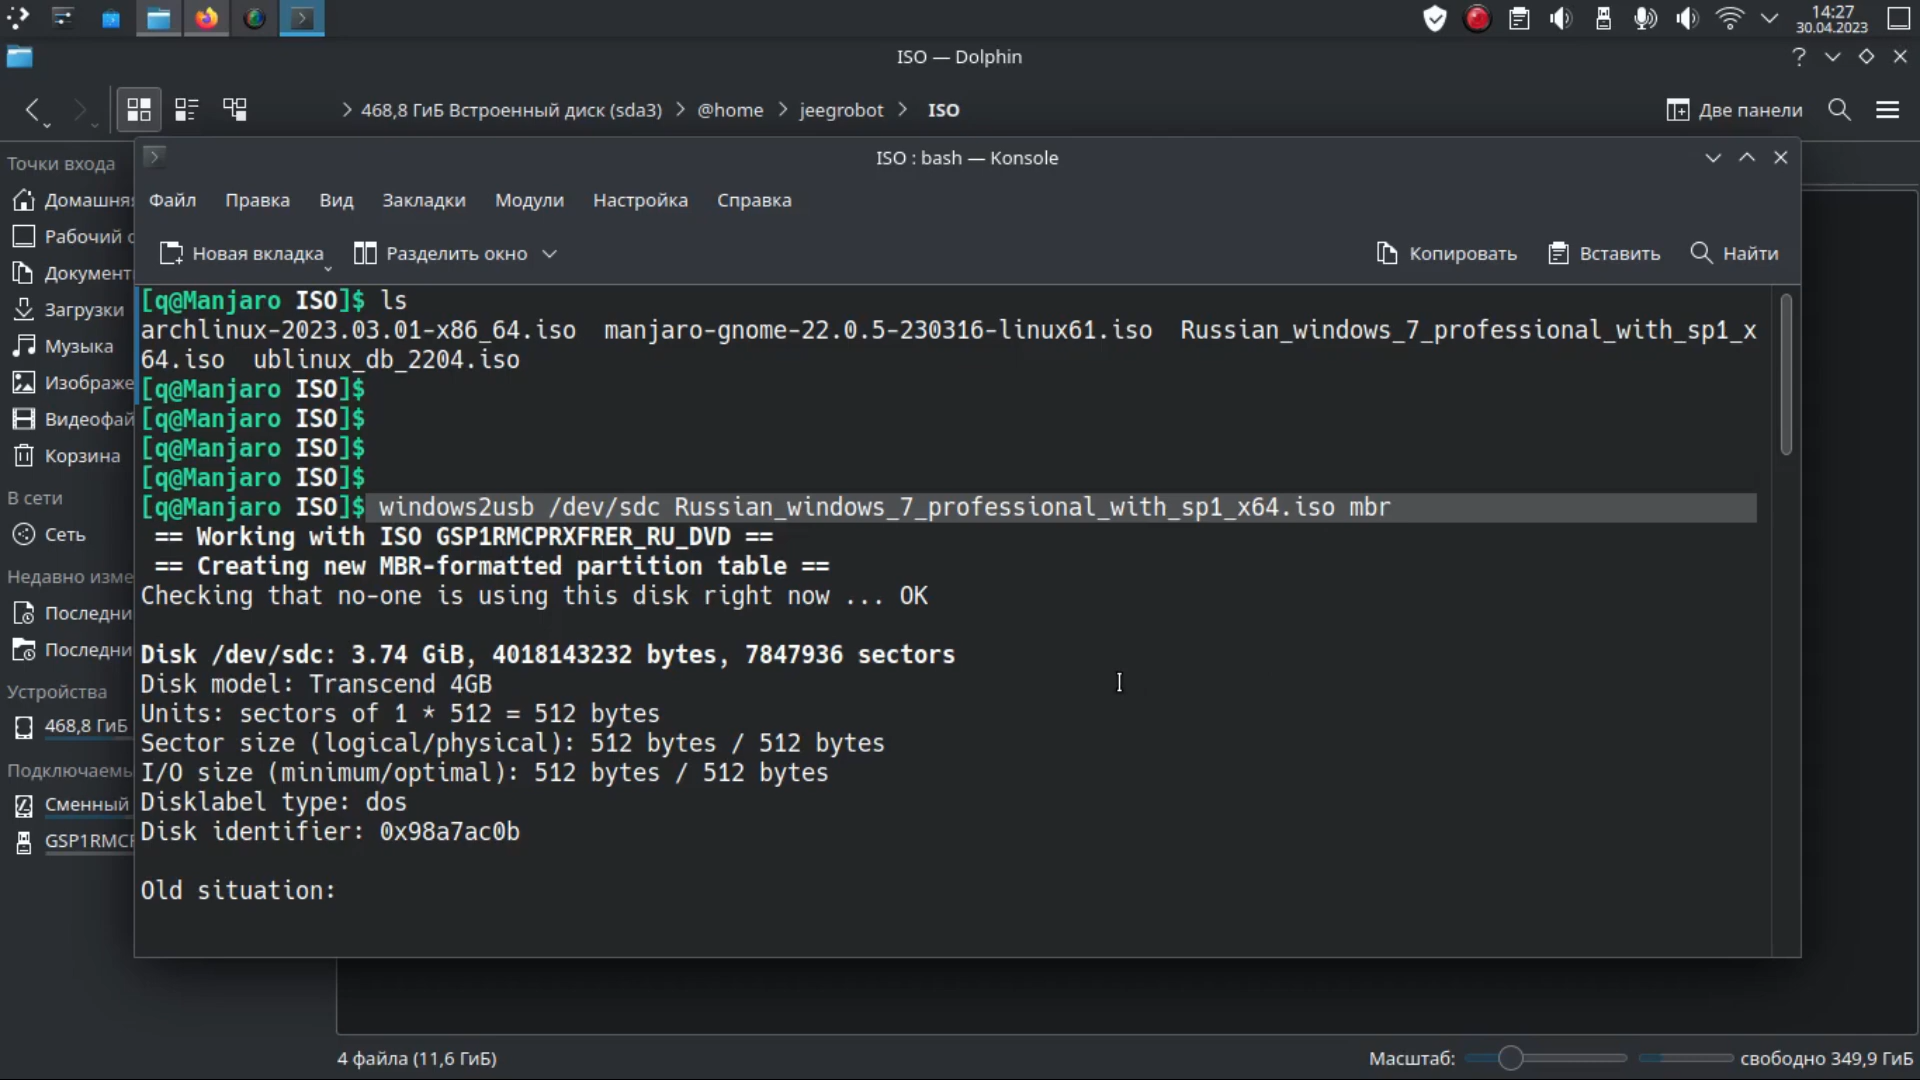 14:27
30.04.2023
ISO — Dolphin
468,8 ГиБ Встроенный диск (sda3) @home jeegrobot ISO
Две панели
Точки входа
Домашняя
Рабочий с
Документ
Загрузки
Музыка
Изображе
Видеофай
Корзина
В сети
Сеть
Недавно изме
Последни
Последни
Устройства
468,8 ГиБ
Подключаемы
Сменный
GSP1RMCP
ISO : bash — Konsole
Файл Правка Вид Закладки Модули Настройка Справка
Новая вкладка Разделить окно Копировать Вставить Найти
[q@Manjaro ISO]$ ls
archlinux-2023.03.01-x86_64.iso manjaro-gnome-22.0.5-230316-linux61.iso Russian_windows_7_professional_with_sp1_x
64.iso ublinux_db_2204.iso
[q@Manjaro ISO]$
[q@Manjaro ISO]$
[q@Manjaro ISO]$
[q@Manjaro ISO]$
[q@Manjaro ISO]$ windows2usb /dev/sdc Russian_windows_7_professional_with_sp1_x64.iso mbr
== Working with ISO GSP1RMCPRXFRER_RU_DVD ==
== Creating new MBR-formatted partition table ==
Checking that no-one is using this disk right now ... OK
Disk /dev/sdc: 3.74 GiB, 4018143232 bytes, 7847936 sectors
Disk model: Transcend 4GB
Units: sectors of 1 * 512 = 512 bytes
Sector size (logical/physical): 512 bytes / 512 bytes
I/O size (minimum/optimal): 512 bytes / 512 bytes
Disklabel type: dos
Disk identifier: 0x98a7ac0b
Old situation:
4 файла (11,6 ГиБ)
Масштаб:
свободно 349,9 ГиБ